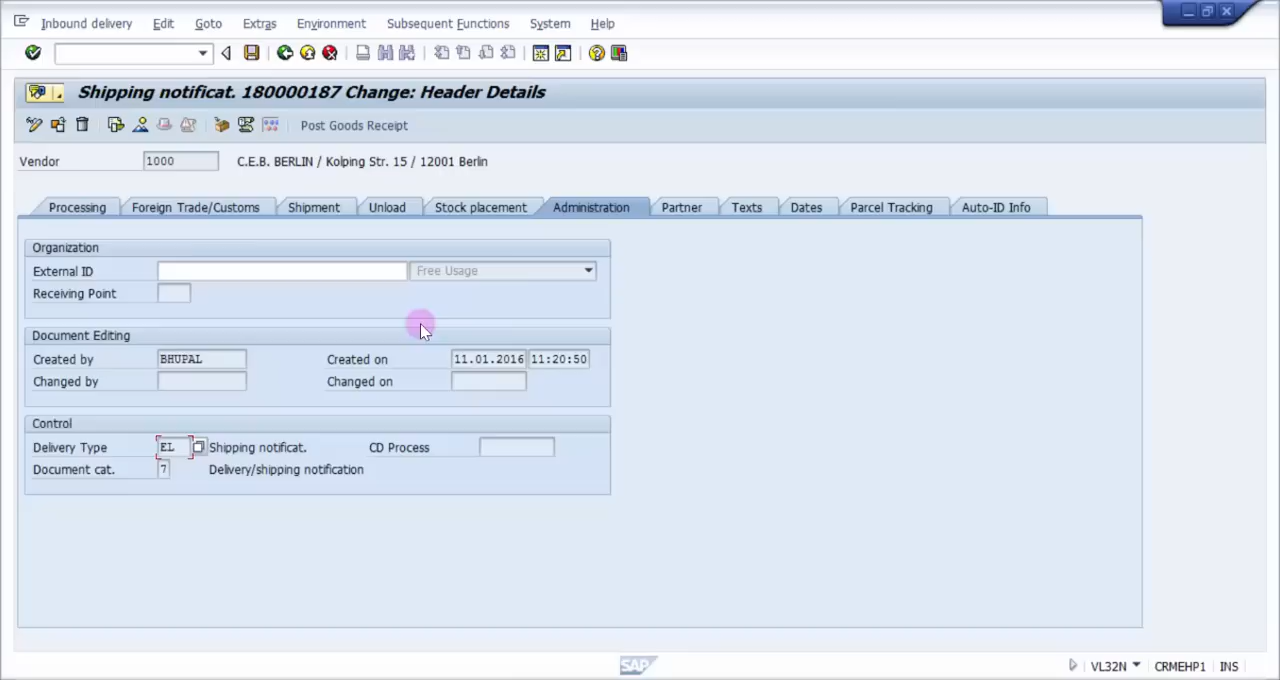 Inbound delivery Edit Goto Extras Environment Subsequent Functions System Help
Shipping notificat. 180000187 Change: Header Details
Post Goods Receipt
Vendor 1000 C.E.B. BERLIN / Kolping Str. 15 / 12001 Berlin
Processing Foreign Trade/Customs Shipment Unload Stock placement Administration Partner Texts Dates Parcel Tracking Auto-ID Info
Organization
External ID Free Usage
Receiving Point
Document Editing
Created by BHUPAL Created on 11.01.2016 11:20:50
Changed by Changed on
Control
Delivery Type EL Shipping notificat. CD Process
Document cat. 7 Delivery/shipping notification
SAP VL32N CRMEHP1 INS